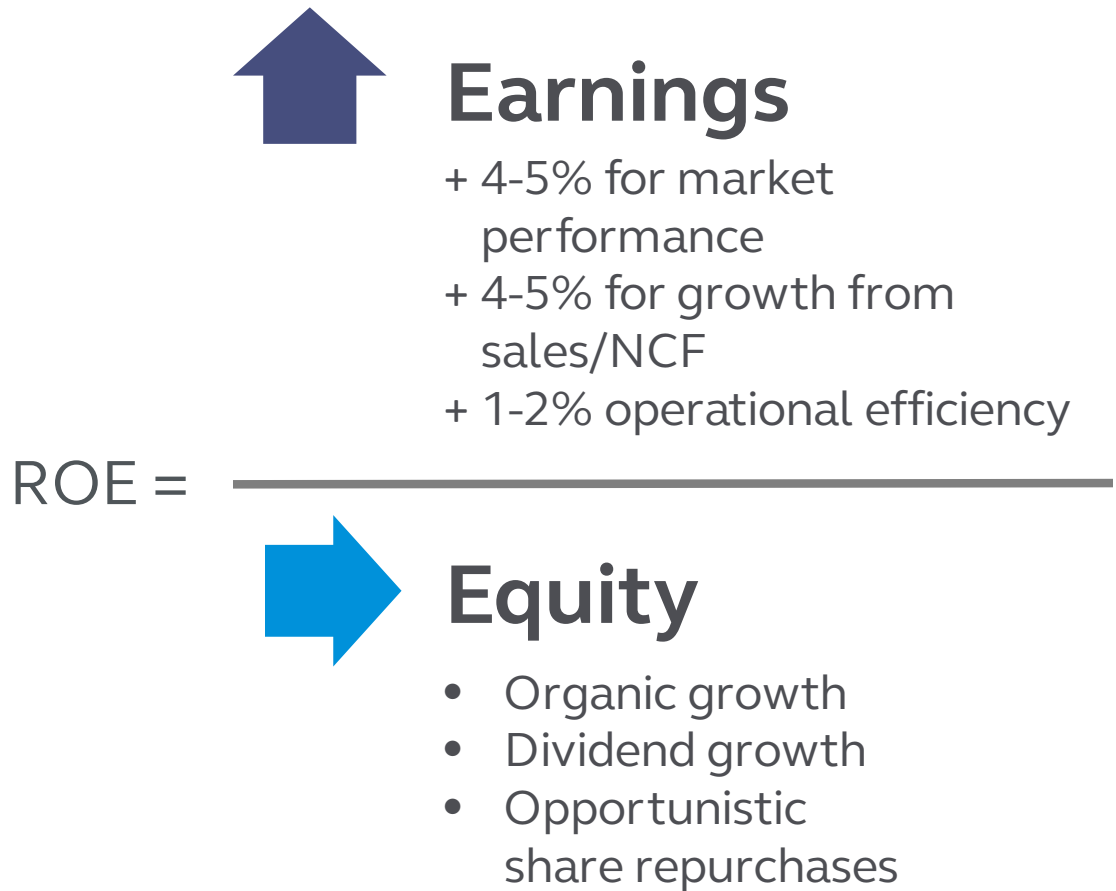 Earnings
+ 4-5% for market
performance
+ 4-5% for growth from
sales/NCF
+ 1-2% operational efficiency
ROE =
Equity
• Organic growth
• Dividend growth
• Opportunistic
share repurchases